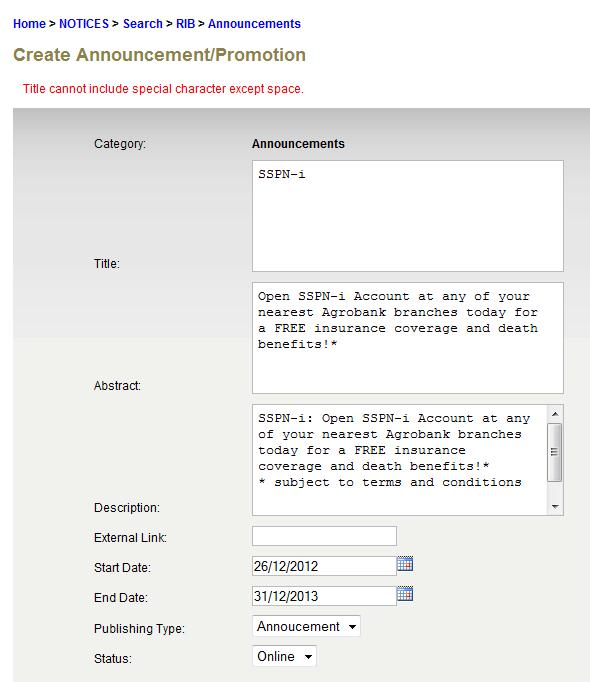 Home > NOTICES > Search > RIB > Announcements
Create Announcement/Promotion
Title cannot include special character except space.
Category: Announcements
SSPN-i
Title:
Open SSPN-i Account at any of your
nearest Agrobank branches today for
a FREE insurance coverage and death
benefits!*
Abstract:
SSPN-i: Open SSPN-i Account at any
of your nearest Agrobank branches
today for a FREE insurance
coverage and death benefits!*
* subject to terms and conditions
Description:
External Link:
Start Date: 26/12/2012
End Date: 31/12/2013
Publishing Type: Annoucement
Status: Online